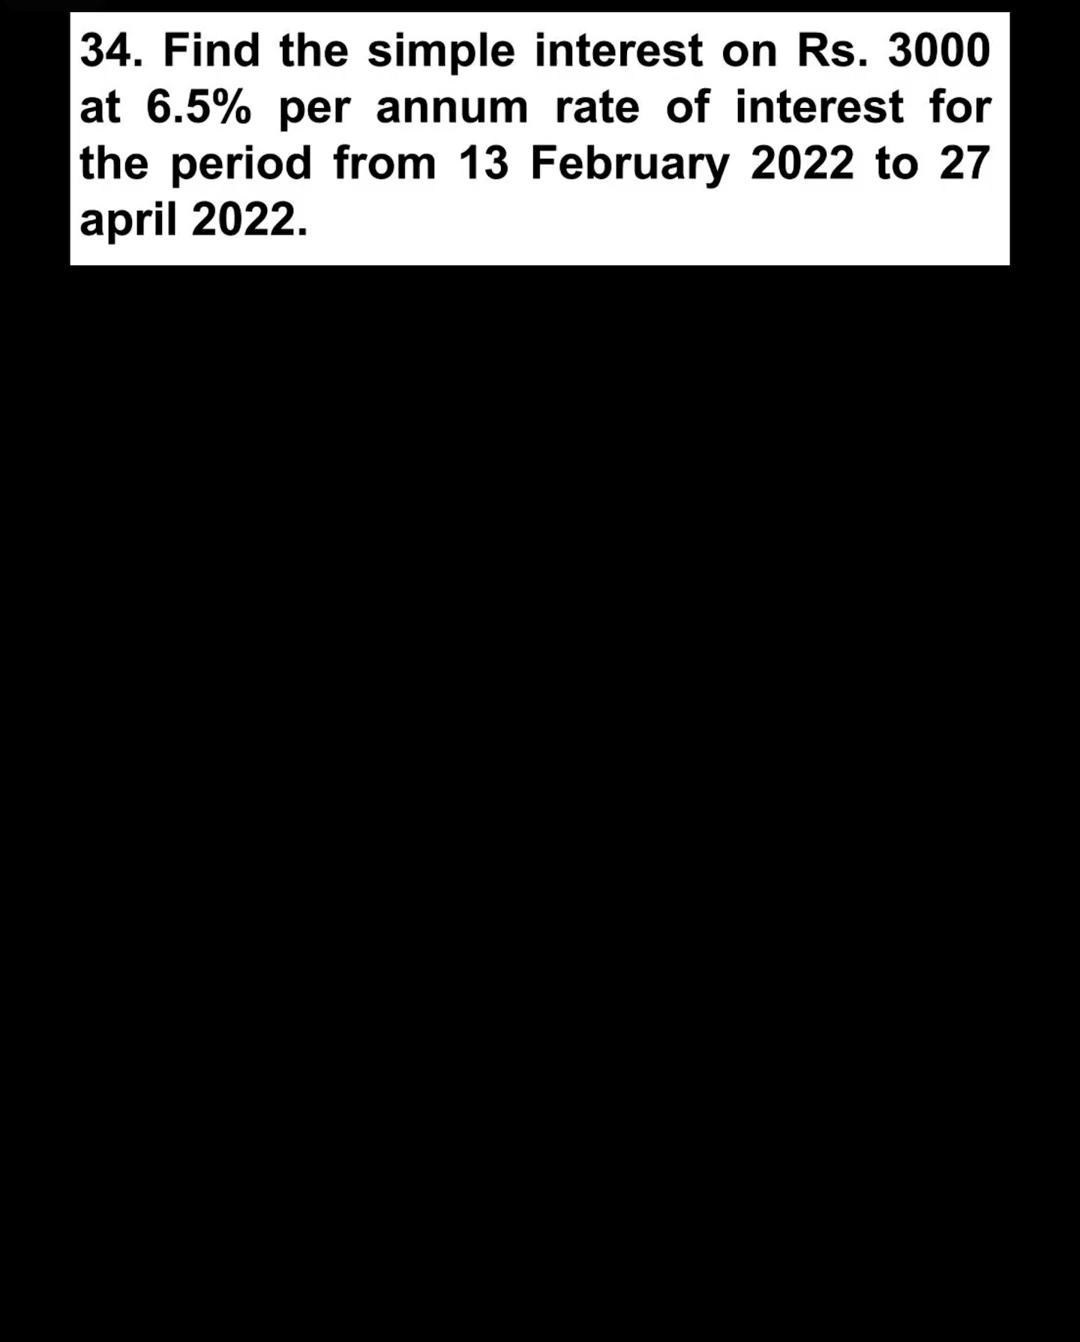 34. Find the simple interest on Rs. 3000
at 6.5% per annum rate of interest for
the period from 13 February 2022 to 27
april 2022.